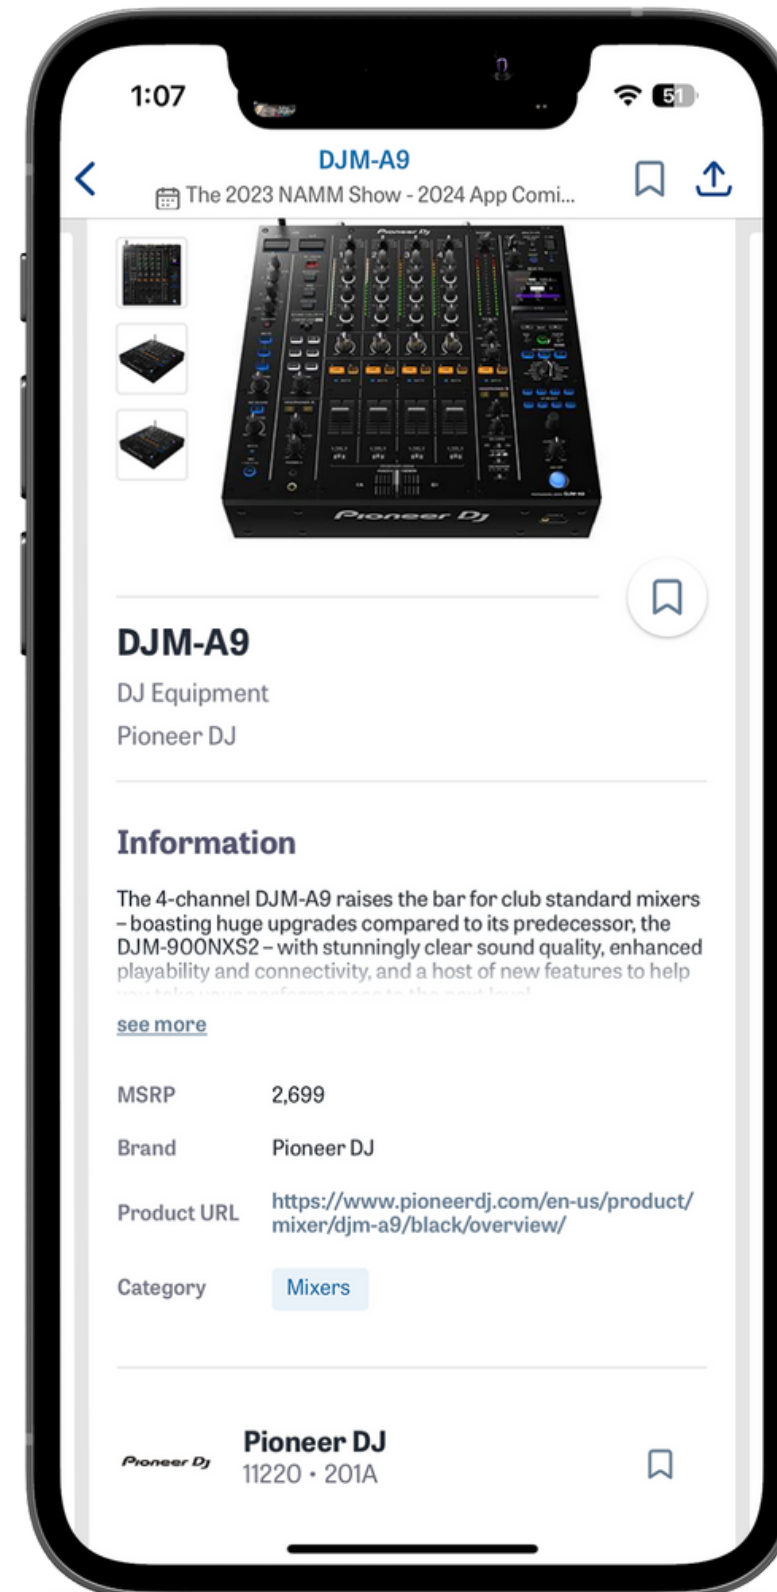 1:07
51
DJM-A9
The 2023 NAMM Show - 2024 App Comi...
Pioneer Dj
Pioneer Dj
DJM-A9
DJ Equipment
Pioneer DJ
Information
The 4-channel DJM-A9 raises the bar for club standard mixers
– boasting huge upgrades compared to its predecessor, the
DJM-900NXS2 – with stunningly clear sound quality, enhanced
playability and connectivity, and a host of new features to help
see more
MSRP 2,699
Brand Pioneer DJ
Product URL https://www.pioneerdj.com/en-us/product/
mixer/djm-a9/black/overview/
Category Mixers
Pioneer Dj
Pioneer DJ
11220 • 201A